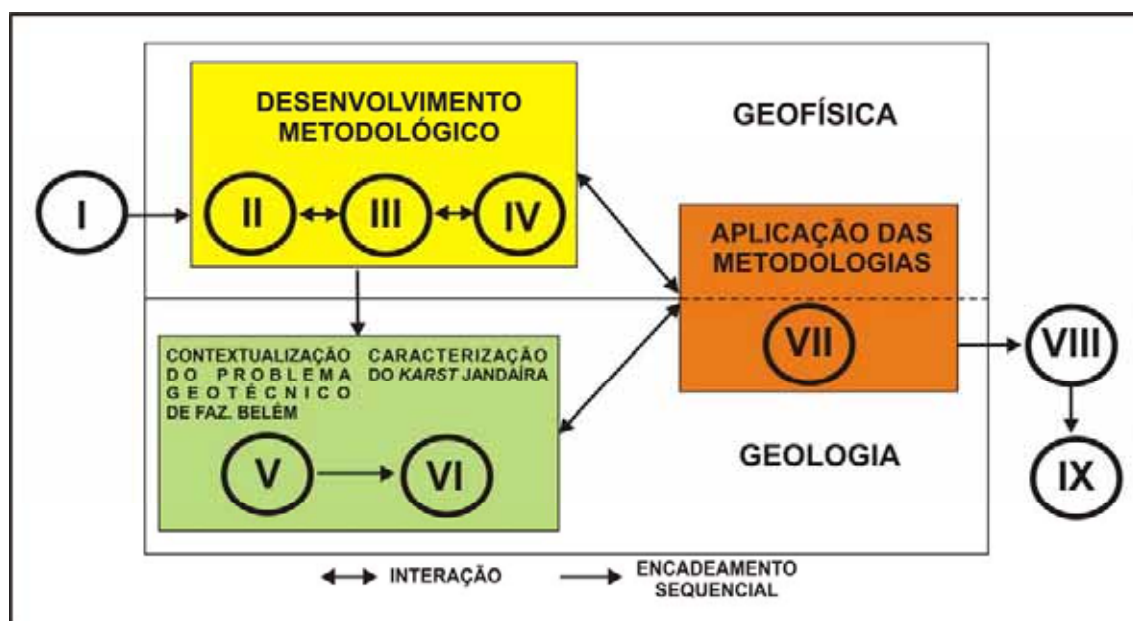 DESENVOLVIMENTO
METODOLÓGICO
GEOFÍSICA
I
II
III
IV
APLICAÇÃO DAS
METODOLOGIAS
VII
VIII
IX
CONTEXTUALIZAÇÃO
DO PROBLEMA
GEOTÉCNICO
DE FAZ. BELÉM
CARACTERIZAÇÃO
DO KARST JANDAÍRA
V
VI
GEOLOGIA
INTERAÇÃO
ENCADEAMENTO
SEQUENCIAL